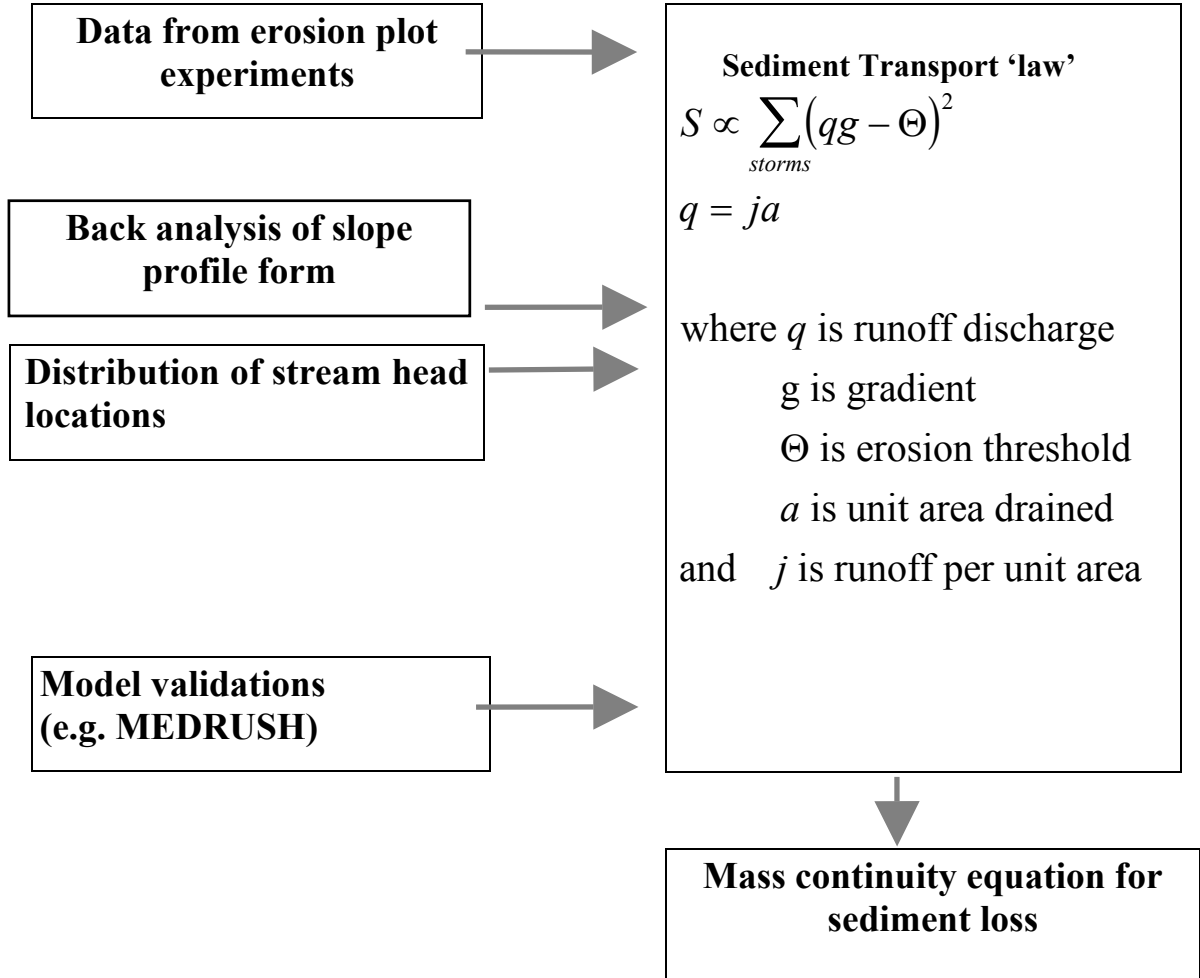 Data from erosion plot
experiments
Back analysis of slope
profile form
Distribution of stream head
locations
Model validations
(e.g. MEDRUSH)
Sediment Transport ‘law’
S ∝ ∑(qg − Θ)²
storms
q = ja
where q is runoff discharge
g is gradient
Θ is erosion threshold
a is unit area drained
and j is runoff per unit area
Mass continuity equation for
sediment loss